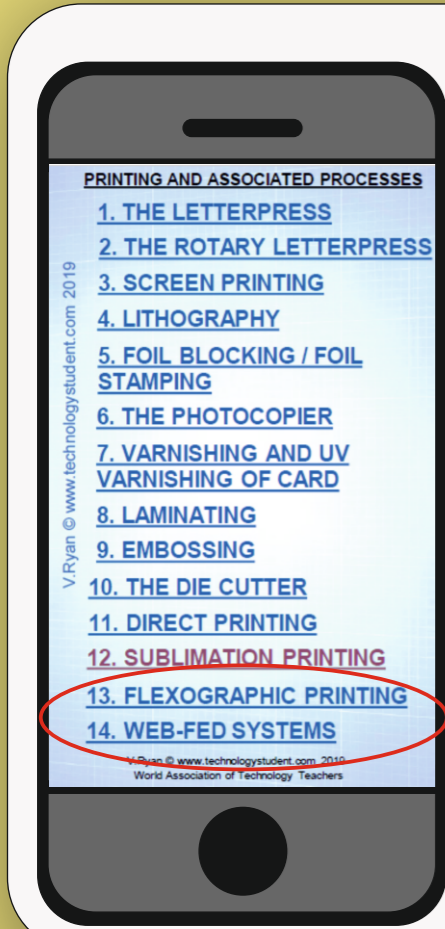 PRINTING AND ASSOCIATED PROCESSES
1. THE LETTERPRESS
2. THE ROTARY LETTERPRESS
3. SCREEN PRINTING
4. LITHOGRAPHY
5. FOIL BLOCKING / FOIL
STAMPING
6. THE PHOTOCOPIER
7. VARNISHING AND UV
VARNISHING OF CARD
8. LAMINATING
9. EMBOSSING
10. THE DIE CUTTER
11. DIRECT PRINTING
12. SUBLIMATION PRINTING
13. FLEXOGRAPHIC PRINTING
14. WEB-FED SYSTEMS
V.Ryan © www.technologystudent.com 2019
World Association of Technology Teachers
V.Ryan © www.technologystudent.com 2019